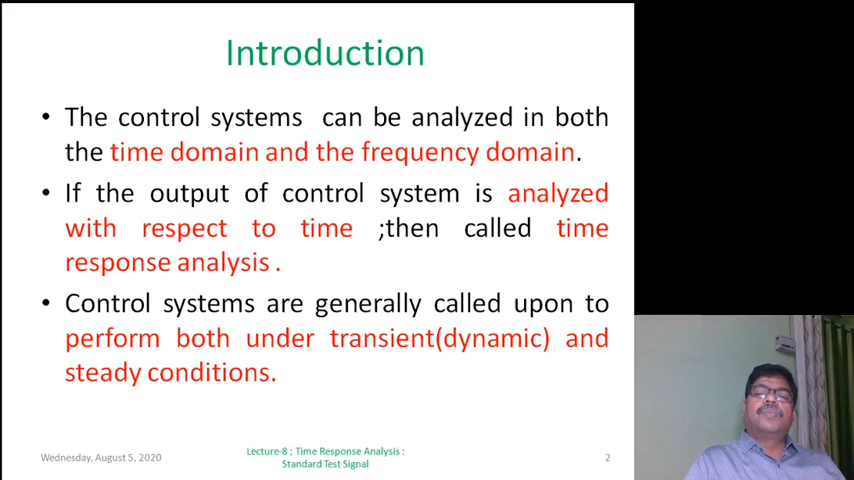 Introduction
• The control systems can be analyzed in both
the time domain and the frequency domain.
• If the output of control system is analyzed
with respect to time ;then called time
response analysis .
• Control systems are generally called upon to
perform both under transient(dynamic) and
steady conditions.
Wednesday, August 5, 2020
Lecture-8 ; Time Response Analysis :
Standard Test Signal
2